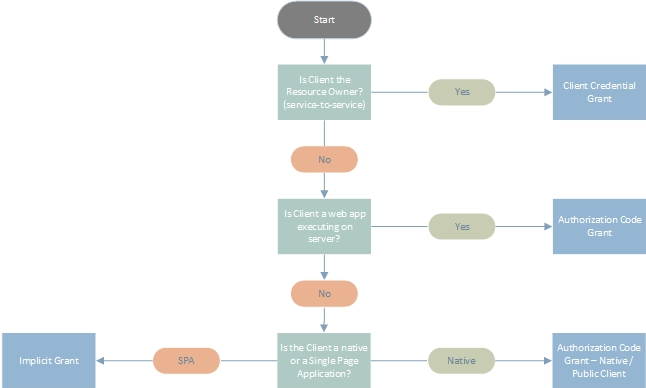 Start
Is Client the
Resource Owner?
(service-to-service)
Yes
Client Credential
Grant
No
Is Client a web app
executing on
server?
Yes
Authorization Code
Grant
No
Implicit Grant
SPA
Is the Client a native
or a Single Page
Application?
Native
Authorization Code
Grant – Native /
Public Client